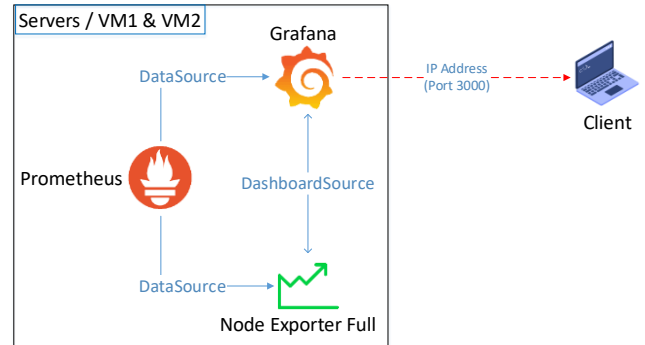 Servers / VM1 & VM2
Grafana
DataSource
IP Address
(Port 3000)
Client
Prometheus
DashboardSource
DataSource
Node Exporter Full